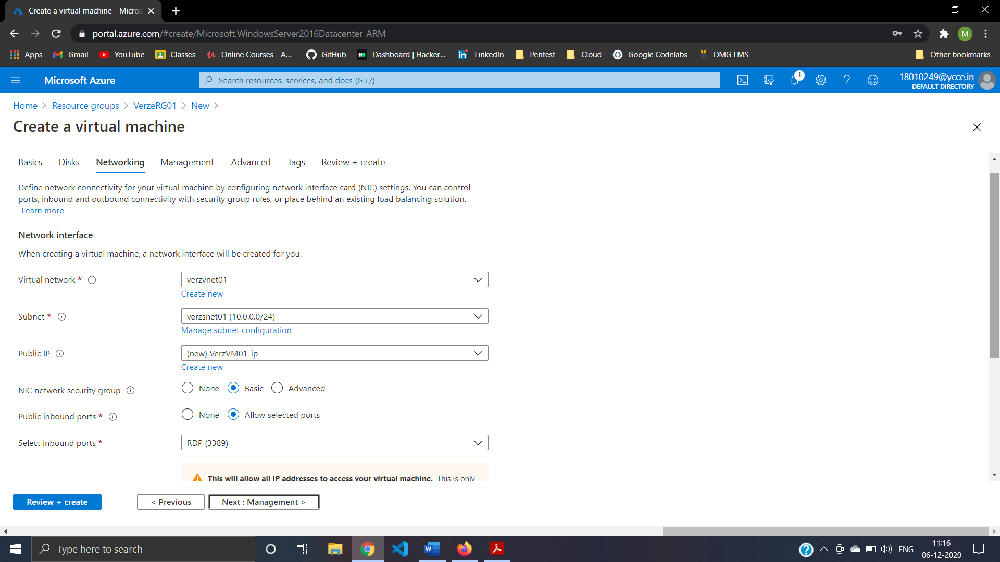 Create a virtual machine - Micros
portal.azure.com/#create/Microsoft.WindowsServer2016Datacenter-ARM
M
Apps Gmail YouTube Classes Online Courses - A... GitHub Dashboard | Hacker... LinkedIn Pentest Cloud Google Codelabs DMG LMS Other bookmarks
Microsoft Azure
Search resources, services, and docs (G+/)
1
18010249@ycce.in
DEFAULT DIRECTORY
Home > Resource groups > VerzeRG01 > New >
Create a virtual machine
Basics Disks Networking Management Advanced Tags Review + create
Define network connectivity for your virtual machine by configuring network interface card (NIC) settings. You can control
ports, inbound and outbound connectivity with security group rules, or place behind an existing load balancing solution.
Learn more
Network interface
When creating a virtual machine, a network interface will be created for you.
Virtual network * verzvnet01
Create new
Subnet * verzsnet01 (10.0.0.0/24)
Manage subnet configuration
Public IP (new) VerzVM01-ip
Create new
NIC network security group None Basic Advanced
Public inbound ports * None Allow selected ports
Select inbound ports * RDP (3389)
This will allow all IP addresses to access your virtual machine. This is only
Review + create < Previous Next : Management >
Type here to search
ENG
11:16
06-12-2020